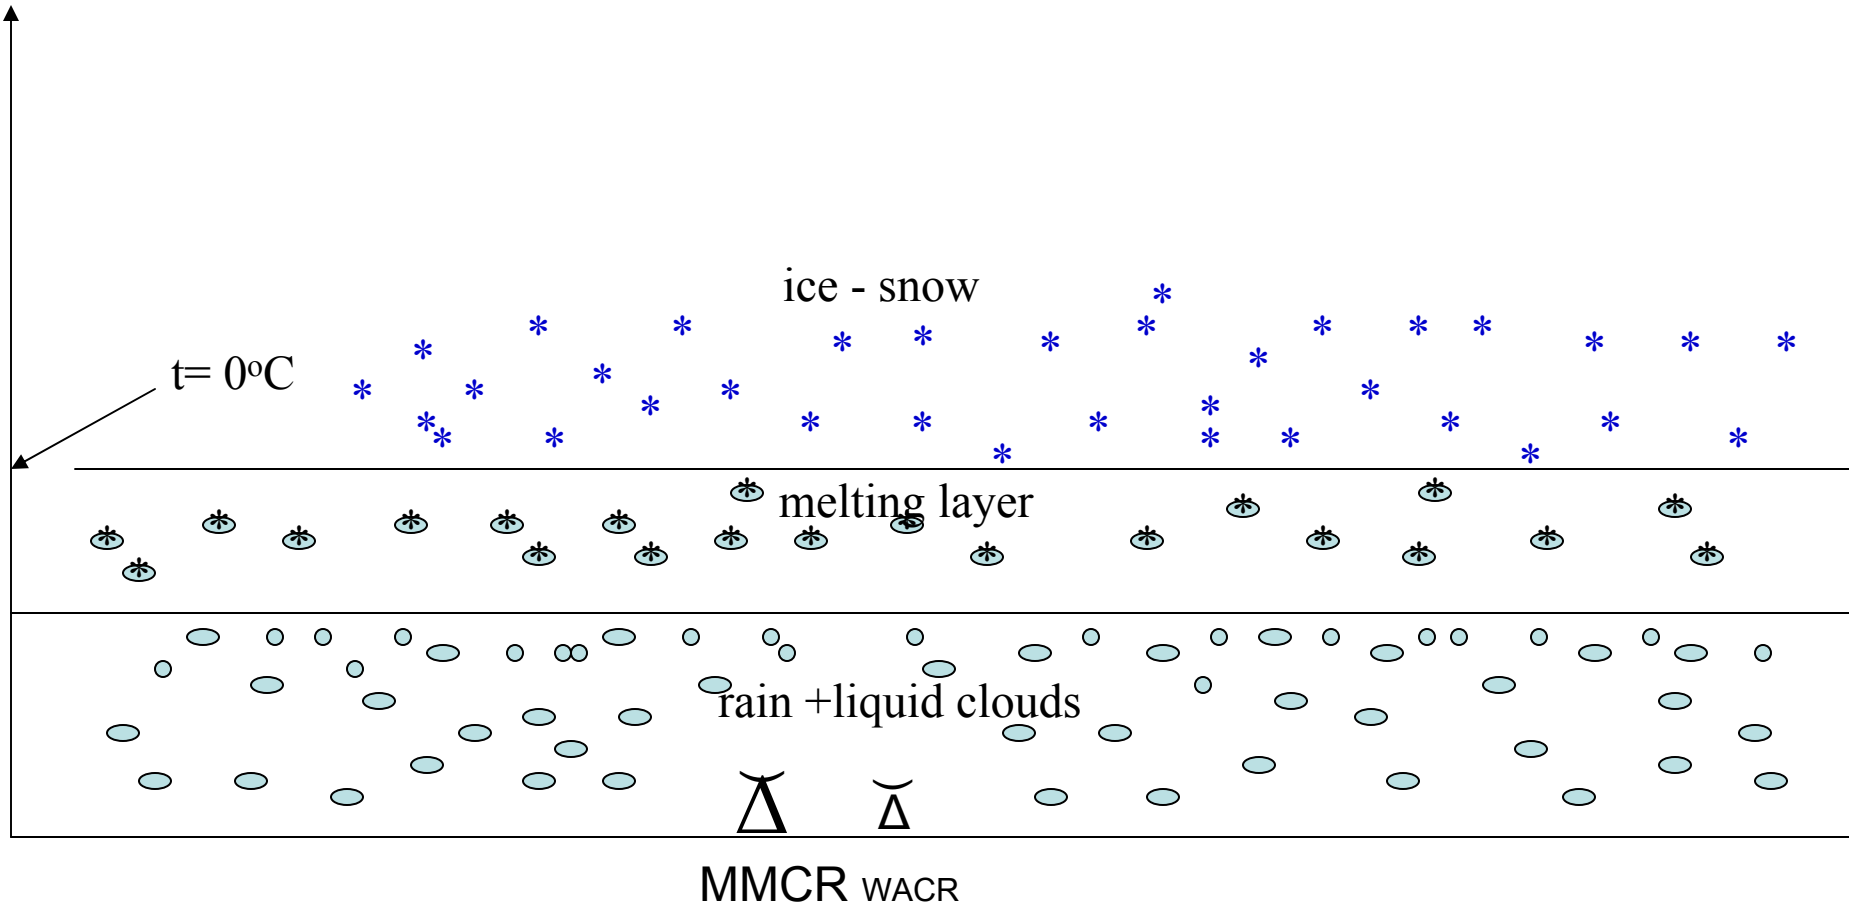 ice - snow
t= 0ºC
melting layer
rain +liquid clouds
MMCR WACR